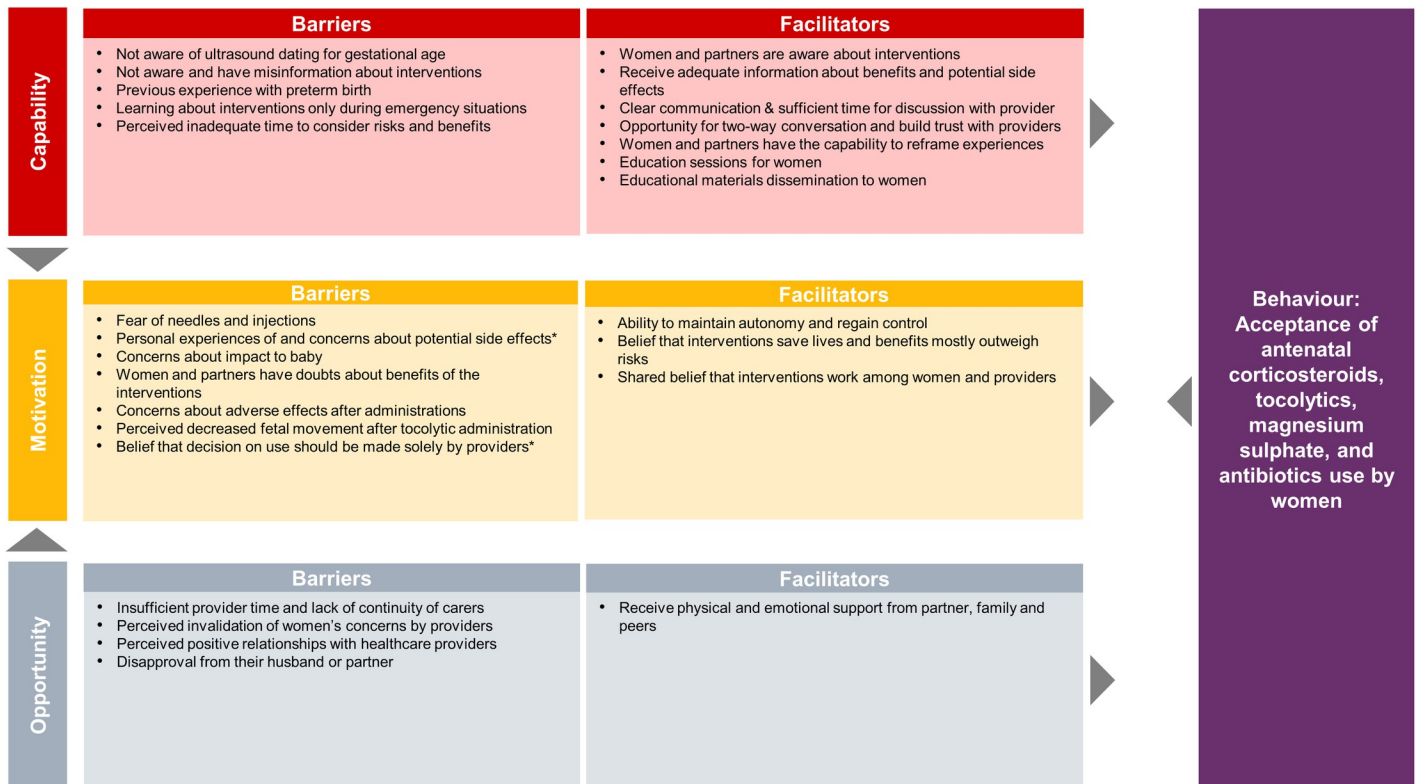 Capability
Barriers
• Not aware of ultrasound dating for gestational age
• Not aware and have misinformation about interventions
• Previous experience with preterm birth
• Learning about interventions only during emergency situations
• Perceived inadequate time to consider risks and benefits
Facilitators
• Women and partners are aware about interventions
• Receive adequate information about benefits and potential side
effects
• Clear communication & sufficient time for discussion with provider
• Opportunity for two-way conversation and build trust with providers
• Women and partners have the capability to reframe experiences
• Education sessions for women
• Educational materials dissemination to women
Motivation
Barriers
• Fear of needles and injections
• Personal experiences of and concerns about potential side effects*
• Concerns about impact to baby
• Women and partners have doubts about benefits of the
interventions
• Concerns about adverse effects after administrations
• Perceived decreased fetal movement after tocolytic administration
• Belief that decision on use should be made solely by providers*
Facilitators
• Ability to maintain autonomy and regain control
• Belief that interventions save lives and benefits mostly outweigh
risks
• Shared belief that interventions work among women and providers
Opportunity
Barriers
• Insufficient provider time and lack of continuity of carers
• Perceived invalidation of women’s concerns by providers
• Perceived positive relationships with healthcare providers
• Disapproval from their husband or partner
Facilitators
• Receive physical and emotional support from partner, family and
peers
Behaviour:
Acceptance of
antenatal
corticosteroids,
tocolytics,
magnesium
sulphate, and
antibiotics use by
women